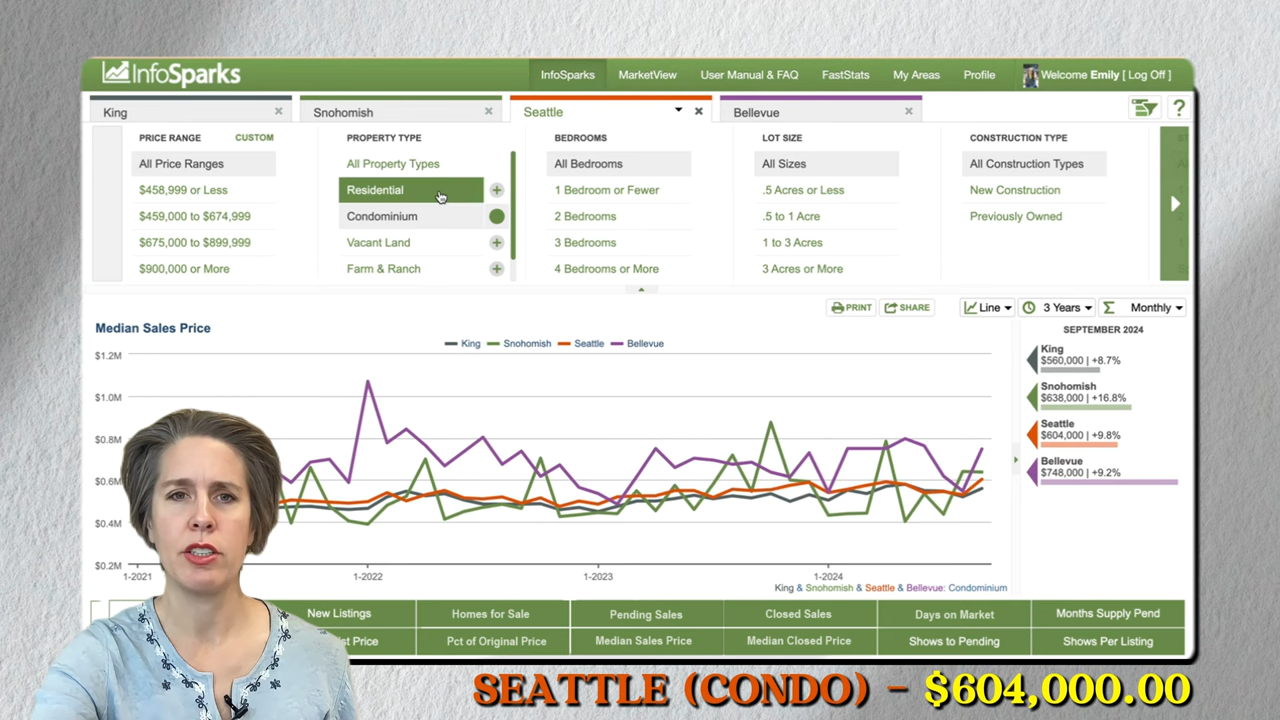 InfoSparks
InfoSparks MarketView User Manual & FAQ FastStats My Areas Profile Welcome Emily [ Log Off ]
King × Snohomish × Seattle × Bellevue × ?
PRICE RANGE CUSTOM
All Price Ranges
$458,999 or Less
$459,000 to $674,999
$675,000 to $899,999
$900,000 or More
PROPERTY TYPE
All Property Types
Residential
Condominium
Vacant Land
Farm & Ranch
BEDROOMS
All Bedrooms
1 Bedroom or Fewer
2 Bedrooms
3 Bedrooms
4 Bedrooms or More
LOT SIZE
All Sizes
.5 Acres or Less
.5 to 1 Acre
1 to 3 Acres
3 Acres or More
CONSTRUCTION TYPE
All Construction Types
New Construction
Previously Owned
PRINT SHARE Line 3 Years Σ Monthly
Median Sales Price
King Snohomish Seattle Bellevue
$1.2M
$1.0M
$0.8M
$0.6M
$0.4M
$0.2M
1-2021 1-2022 1-2023 1-2024
King & Snohomish & Seattle & Bellevue: Condominium
SEPTEMBER 2024
King
$560,000 | +8.7%
Snohomish
$638,000 | +16.8%
Seattle
$604,000 | +9.8%
Bellevue
$748,000 | +9.2%
New Listings Homes for Sale Pending Sales Closed Sales Days on Market Months Supply Pend
Price Pct of Original Price Median Sales Price Median Closed Price Shows to Pending Shows Per Listing
SEATTLE (CONDO) - $604,000.00